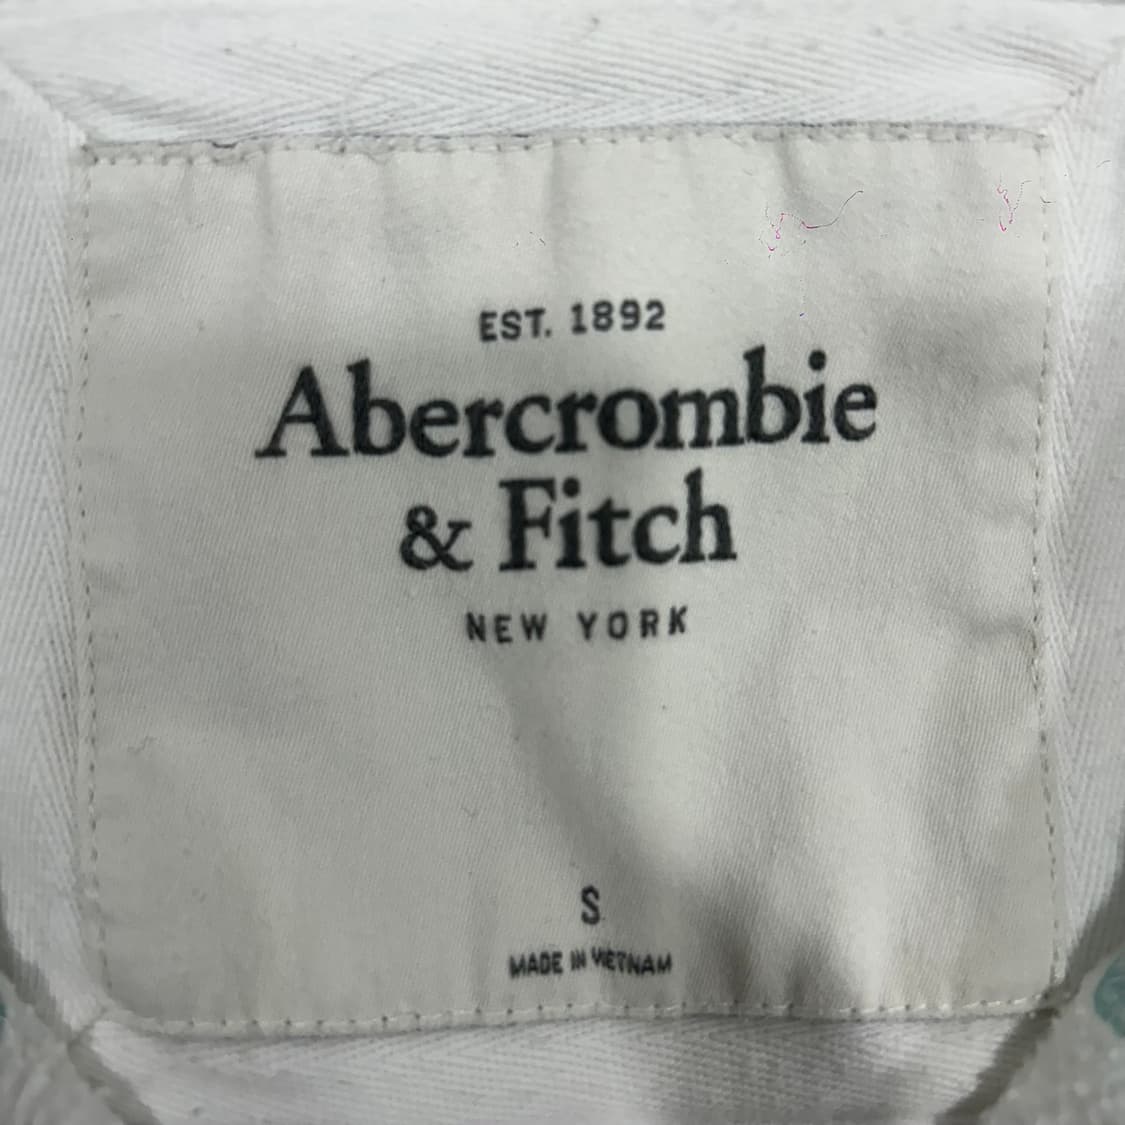 EST. 1892
Abercrombie
& Fitch
NEW YORK
S
MADE IN VIETNAM